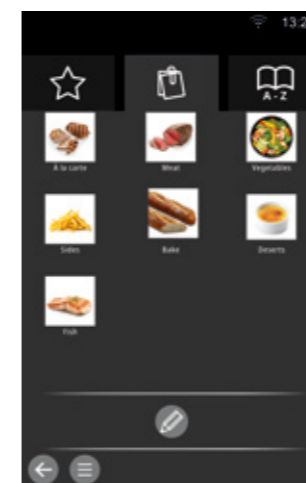 13:2
A - Z
À la carte
Meat
Vegetables
Sides
Bake
Deserts
Fish